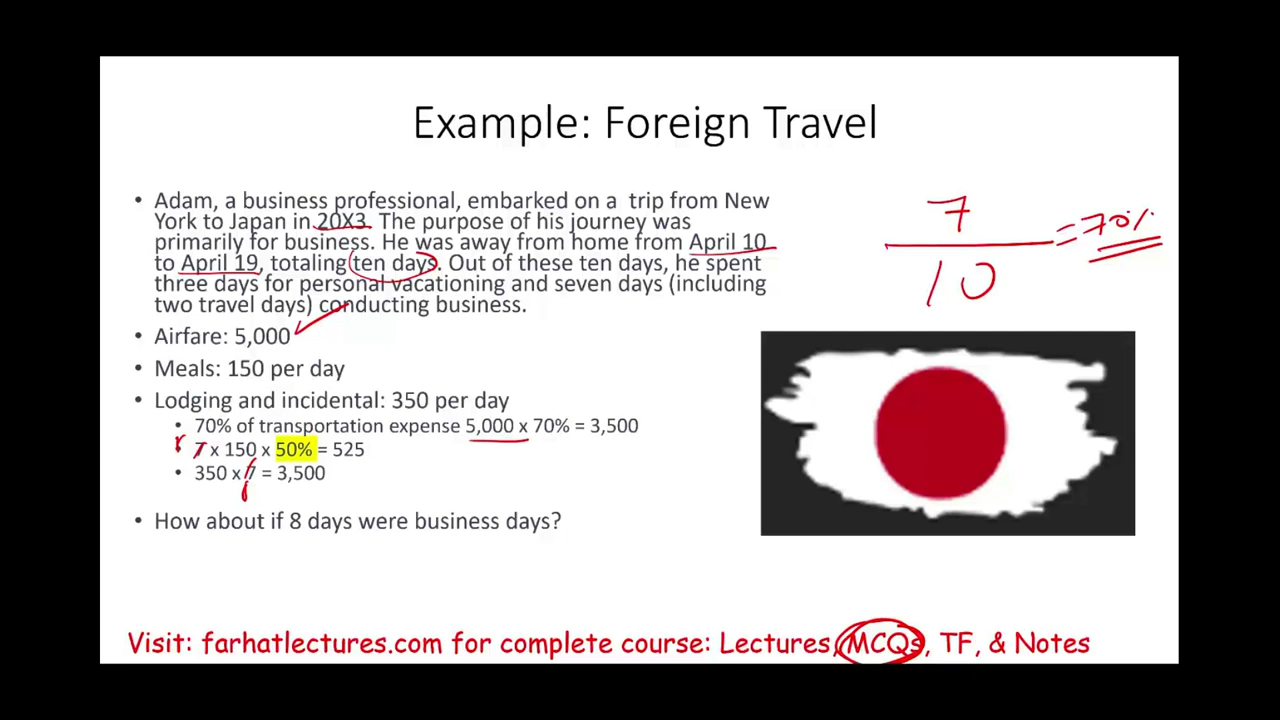 Example: Foreign Travel
• Adam, a business professional, embarked on a trip from New
York to Japan in 20X3. The purpose of his journey was
primarily for business. He was away from home from April 10
to April 19, totaling ten days. Out of these ten days, he spent
three days for personal vacationing and seven days (including
two travel days) conducting business.
• Airfare: 5,000
• Meals: 150 per day
• Lodging and incidental: 350 per day
• 70% of transportation expense 5,000 x 70% = 3,500
• 7 x 150 x 50% = 525
• 350 x 7 = 3,500
• How about if 8 days were business days?
7
10
=70%
Visit: farhatlectures.com for complete course: Lectures, MCQs, TF, & Notes